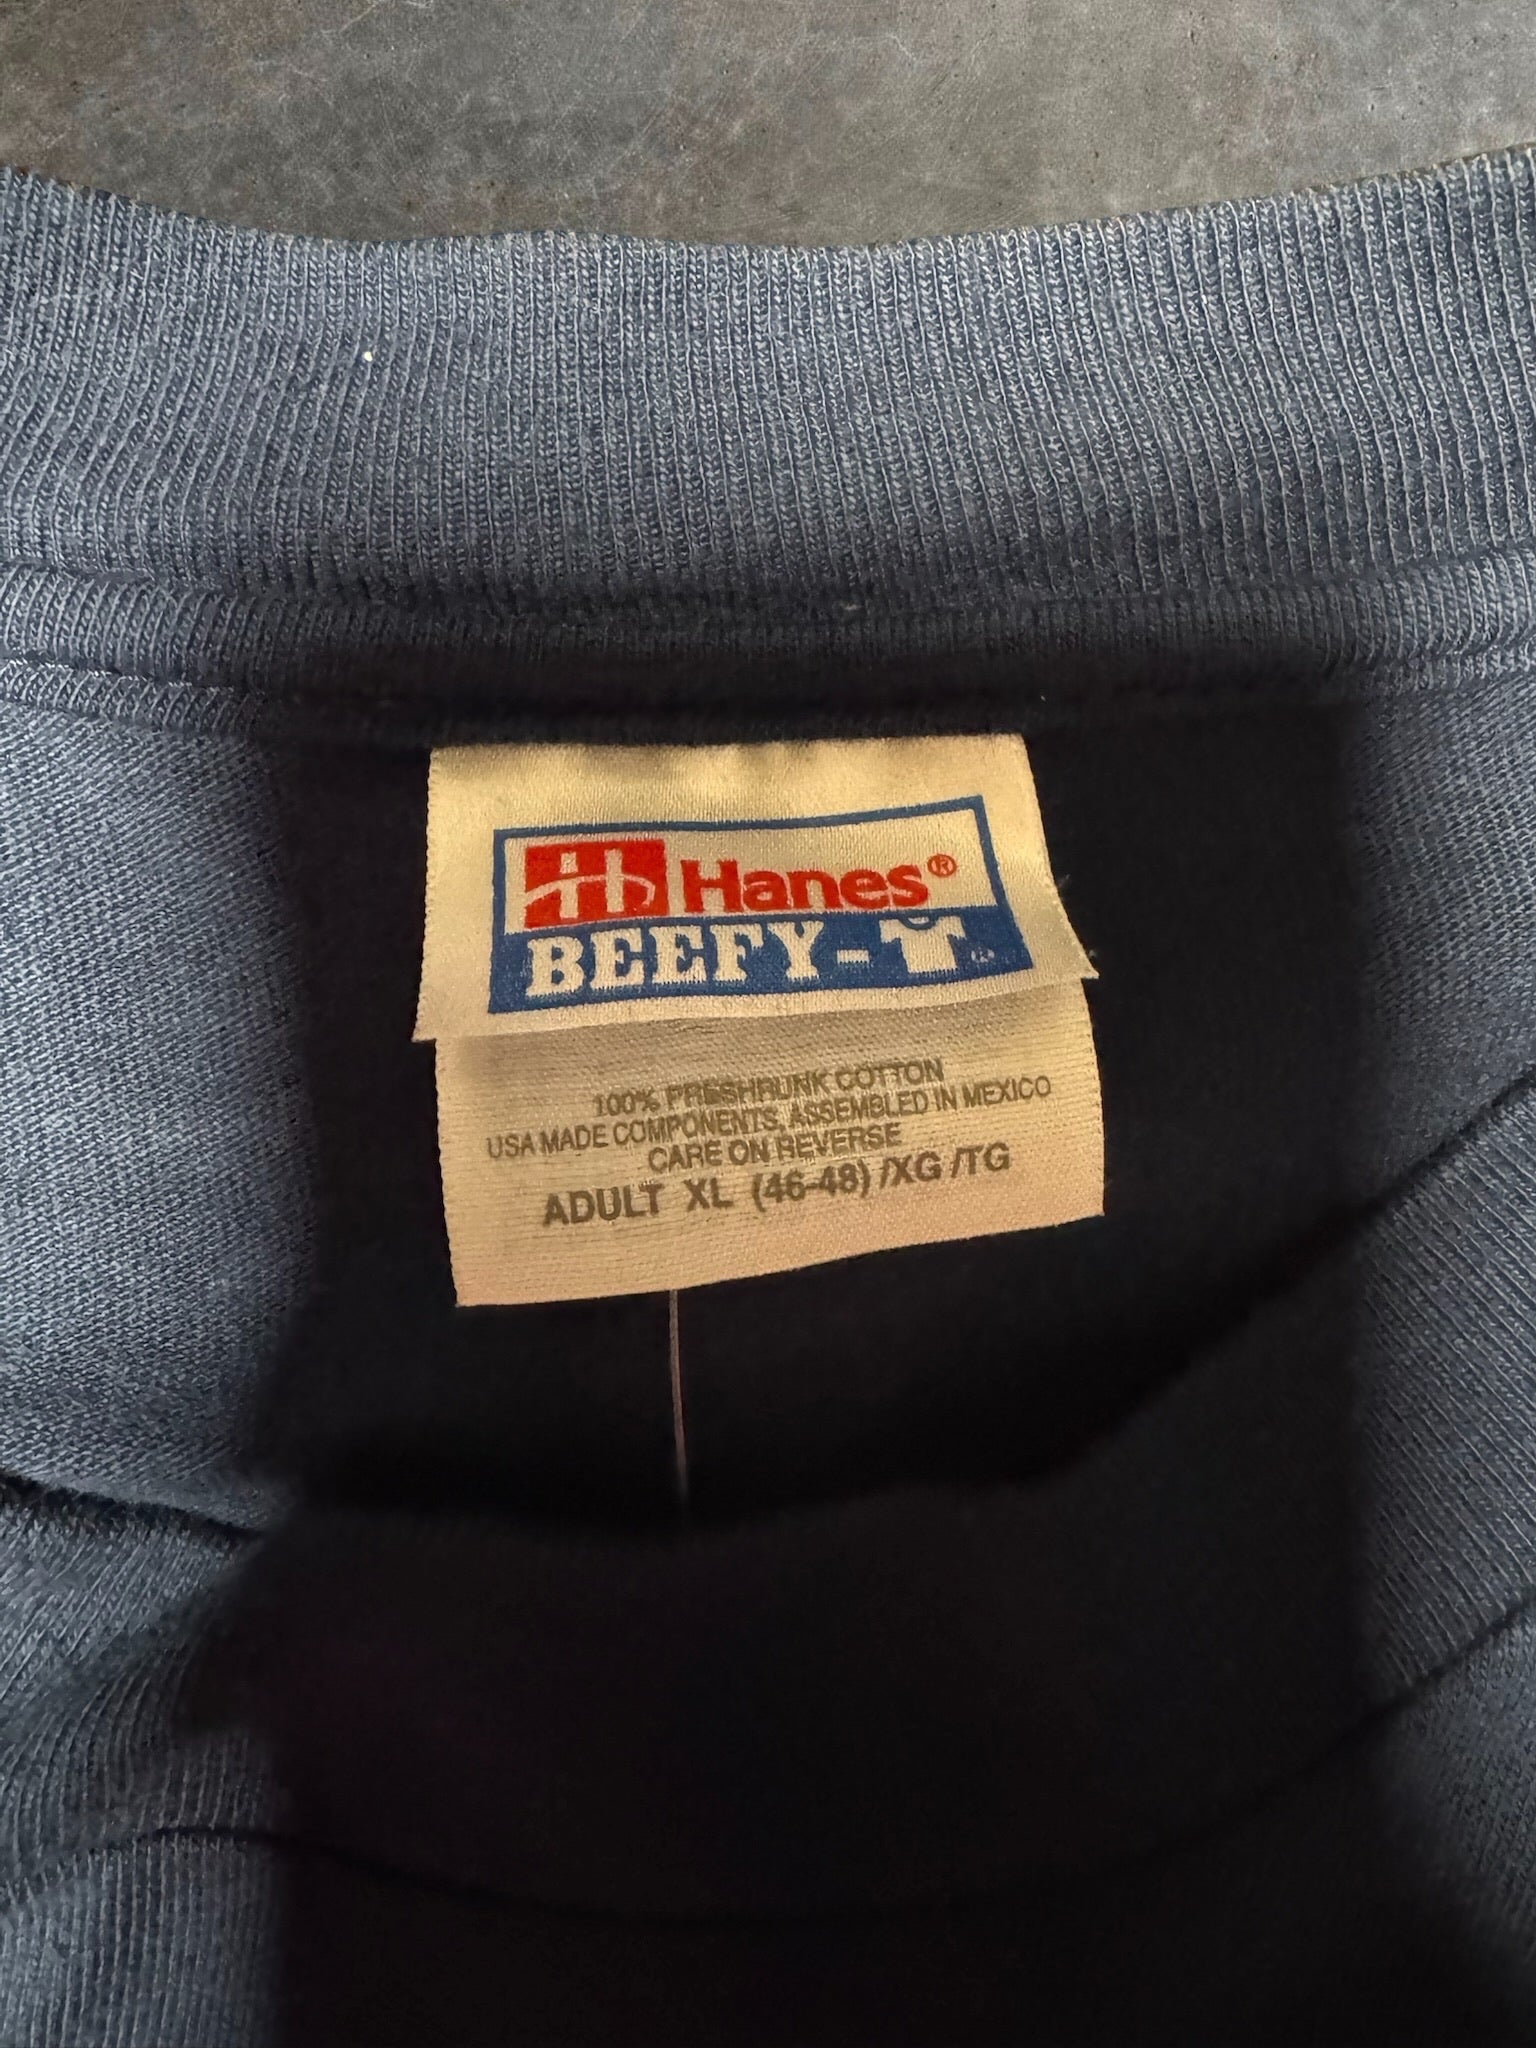 Hanes®
BEEFY-T®
100% PRESHRUNK COTTON
USA MADE COMPONENTS, ASSEMBLED IN MEXICO
CARE ON REVERSE
ADULT XL (46-48) /XG /TG